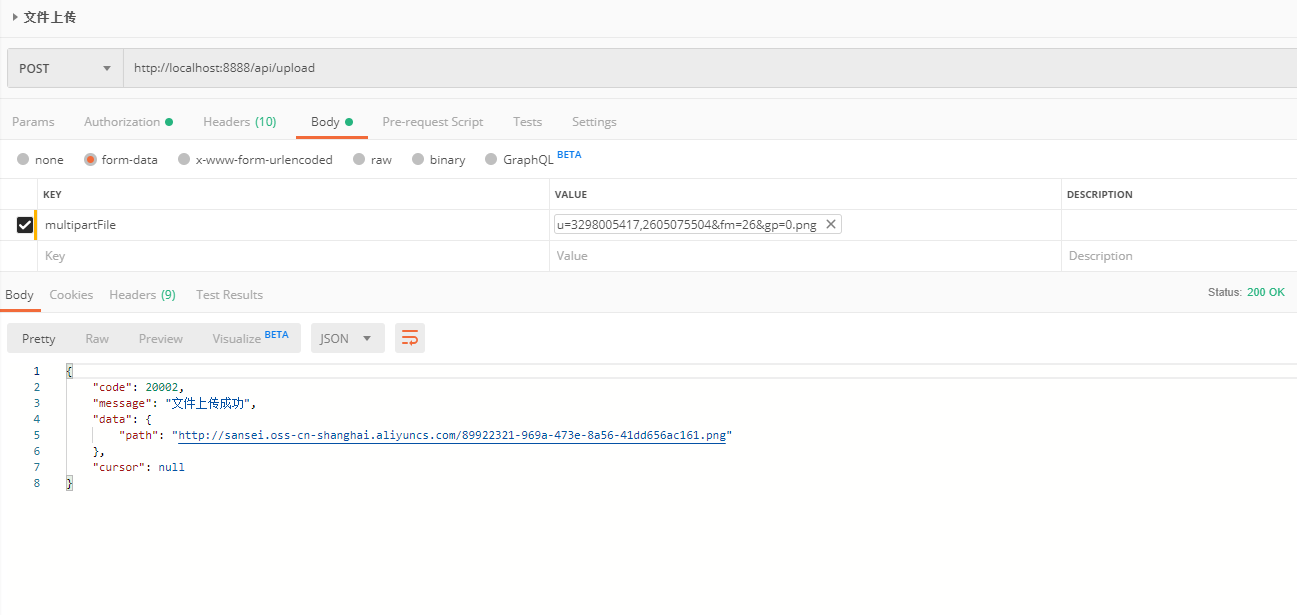 文件上传
POST http://localhost:8888/api/upload
Params Authorization Headers (10) Body Pre-request Script Tests Settings
none form-data x-www-form-urlencoded raw binary GraphQL BETA
KEY VALUE DESCRIPTION
multipartFile u=3298005417,2605075504&fm=26&gp=0.png
Key Value Description
Body Cookies Headers (9) Test Results Status: 200 OK
Pretty Raw Preview Visualize BETA JSON
1 {
2 "code": 20002,
3 "message": "文件上传成功",
4 "data": {
5 "path": "http://sansei.oss-cn-shanghai.aliyuncs.com/89922321-969a-473e-8a56-41dd656ac161.png"
6 },
7 "cursor": null
8 }